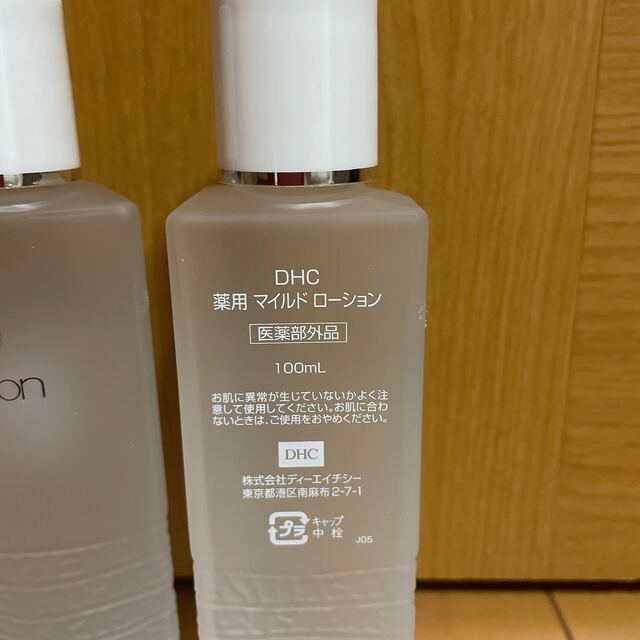 on
DHC
薬用 マイルド ローション
医薬部外品
100mL
お肌に異常が生じていないかよく注
意して使用してください。お肌に合わ
ないときは、ご使用をおやめください。
DHC
株式会社ディーエイチシー
東京都港区南麻布2-7-1
プラ
キャップ
中 栓
J05